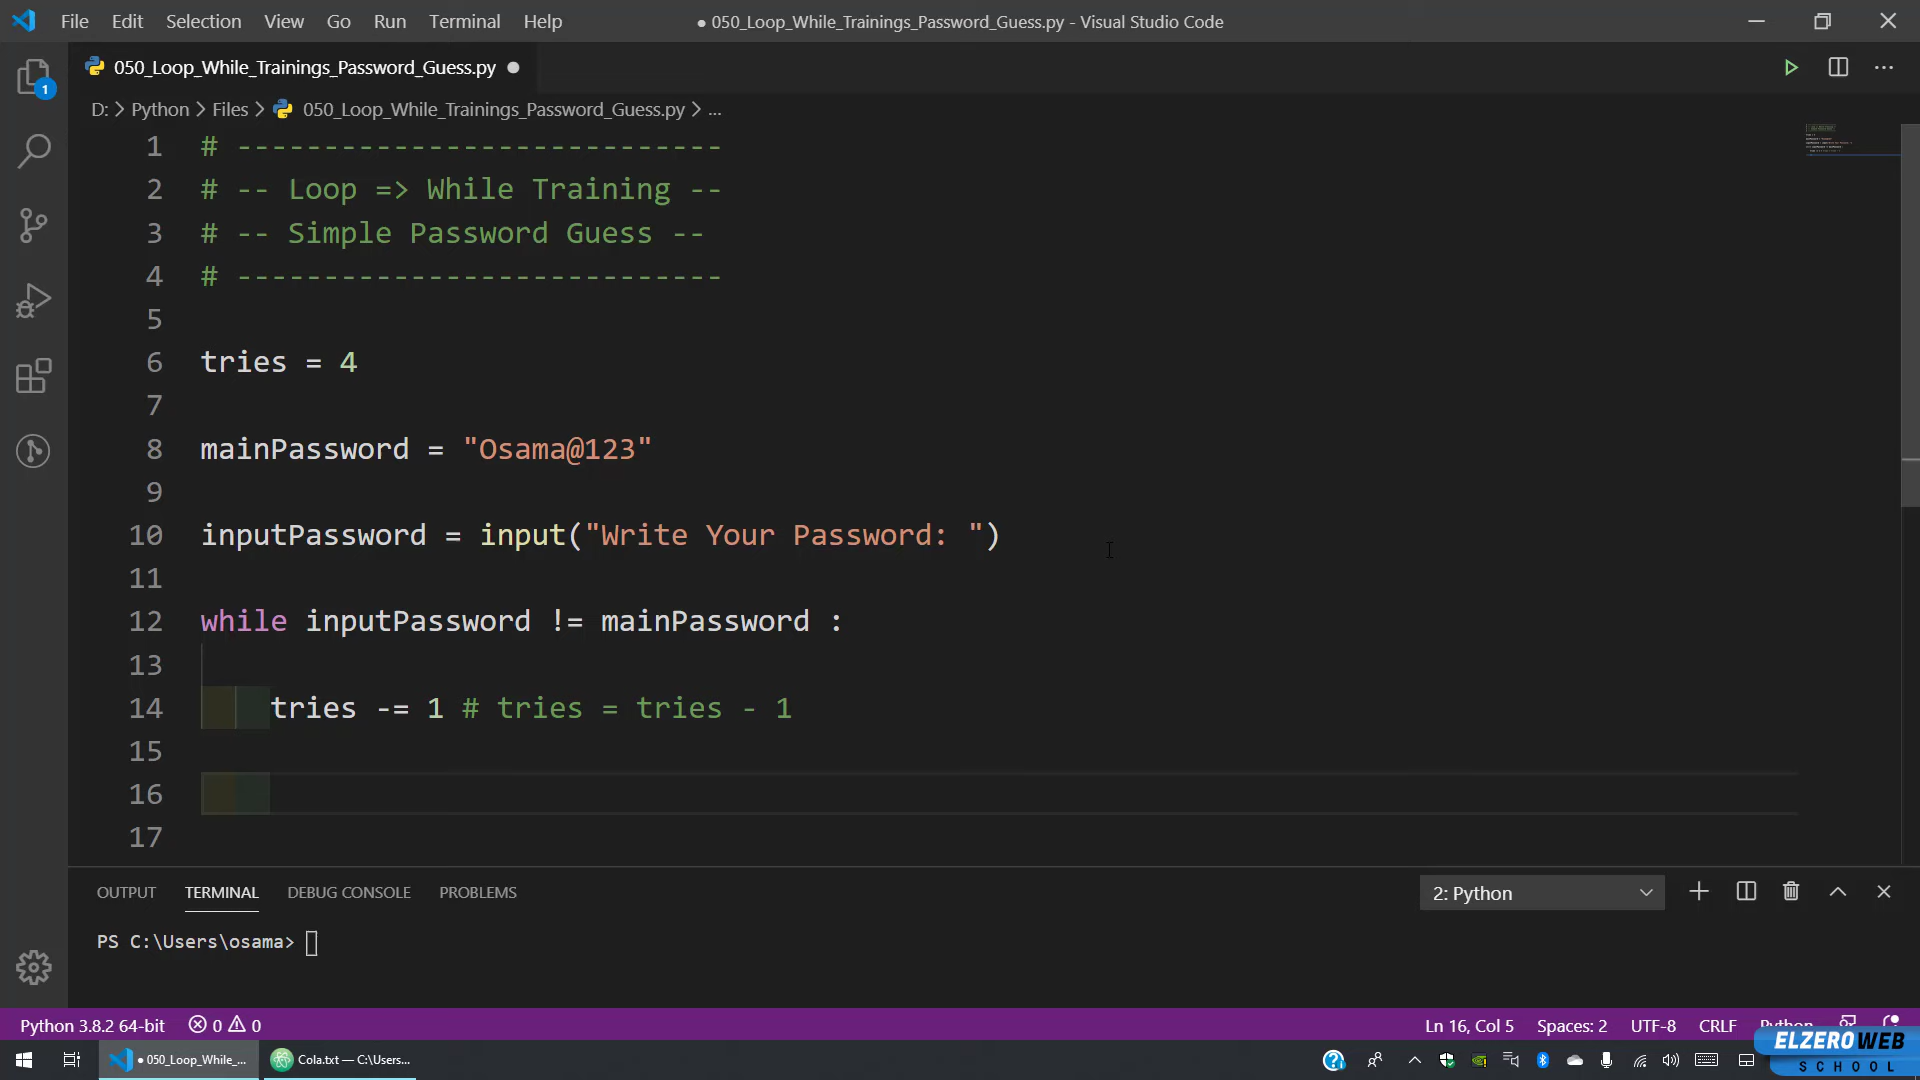 File Edit Selection View Go Run Terminal Help ● 050_Loop_While_Trainings_Password_Guess.py - Visual Studio Code
050_Loop_While_Trainings_Password_Guess.py ●
D: > Python > Files > 050_Loop_While_Trainings_Password_Guess.py > ...
1
1 # ----------------------------
2 # -- Loop => While Training --
3 # -- Simple Password Guess --
4 # ----------------------------
5
6 tries = 4
7
8 mainPassword = "Osama@123"
9
10 inputPassword = input("Write Your Password: ")
11
12 while inputPassword != mainPassword :
13
14 tries -= 1 # tries = tries - 1
15
16
17
OUTPUT TERMINAL DEBUG CONSOLE PROBLEMS 2: Python
PS C:\Users\osama>
Python 3.8.2 64-bit 0 0 Ln 16, Col 5 Spaces: 2 UTF-8 CRLF Python
● 050_Loop_While_... Cola.txt — C:\Users...
ELZEROWEB
SCHOOL